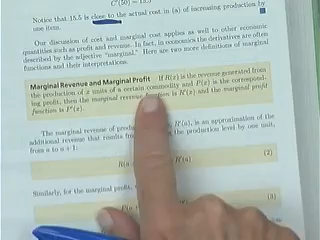 C'(50) = 15.5
Notice that 15.5 is close to the actual cost in (a) of increasing production by
one item.
Our discussion of cost and marginal cost applies as well to other economic
quantities such as profit and revenue. In fact, in economics the derivatives are often
described by the adjective "marginal." Here are two more definitions of marginal
functions and their interpretations.
Marginal Revenue and Marginal Profit If R(x) is the revenue generated from
the production of x units of a certain commodity and P(x) is the correspond-
ing profit, then the marginal revenue function is R'(x) and the marginal profit
function is P'(x).
The marginal revenue of R'(a), is an approximation of the
additional revenue that results the production level by one unit,
from a to a + 1:
R(a R'(a) (2)
Similarly, for the marginal profit,
(3)